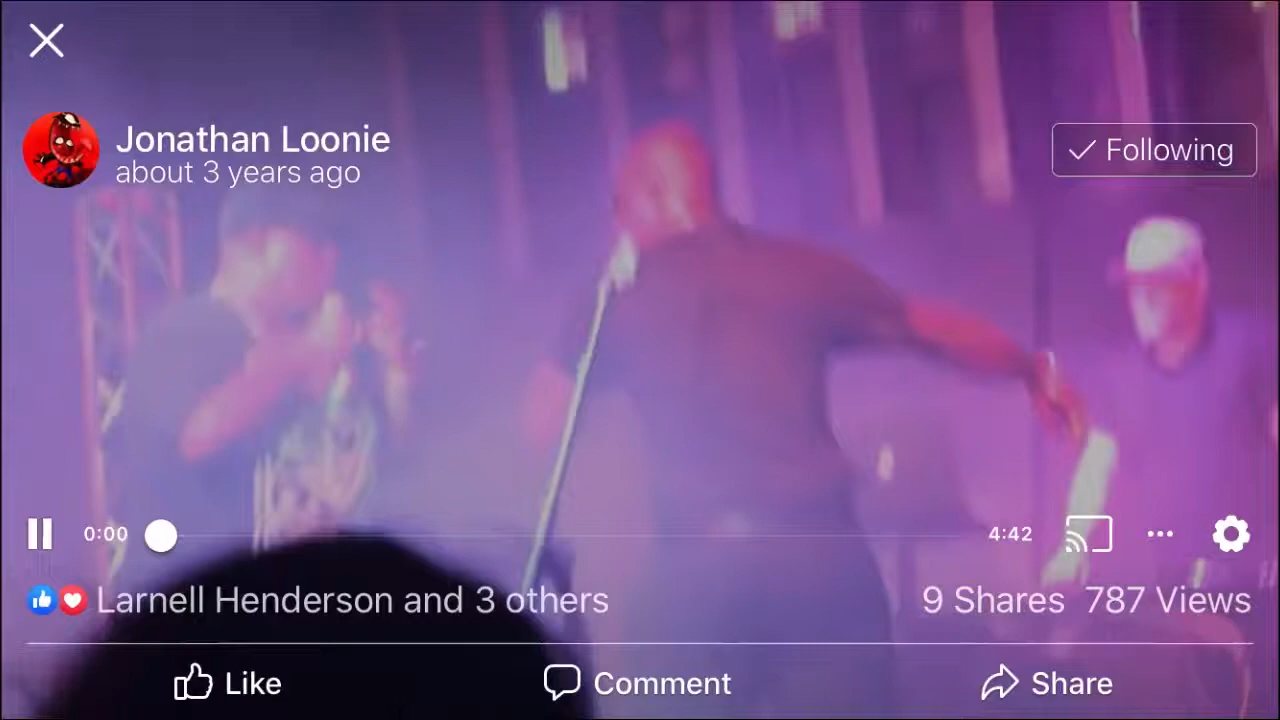 Jonathan Loonie
about 3 years ago
Following
0:00
4:42
Larnell Henderson and 3 others
9 Shares 787 Views
Like
Comment
Share